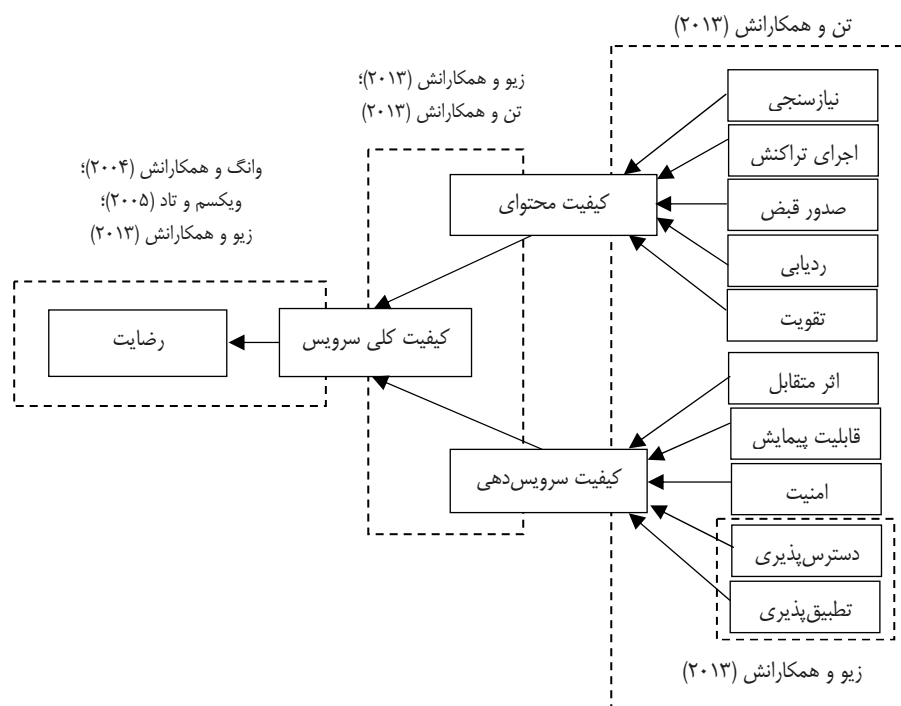 تن و همکارانش (۲۰۱۳)
زیو و همکارانش (۲۰۱۳)؛
تن و همکارانش (۲۰۱۳)
وانگ و همکارانش (۲۰۰۴)؛
ویکسم و تاد (۲۰۰۵)؛
زیو و همکارانش (۲۰۱۳)
نیازسنجی
اجرای تراکنش
صدور قبض
ردیابی
تقویت
کیفیت محتوای
کیفیت کلی سرویس
رضایت
اثر متقابل
قابلیت پیمایش
امنیت
دسترس‌پذیری
تطبیق‌پذیری
کیفیت سرویس‌دهی
زیو و همکارانش (۲۰۱۳)